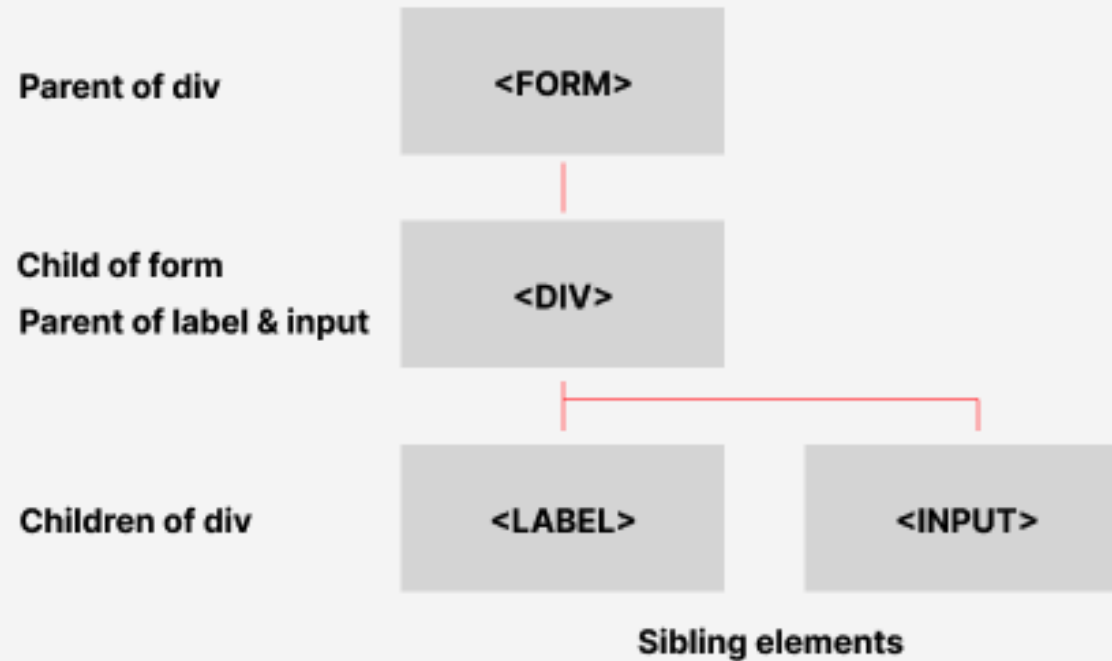 Parent of div
<FORM>
Child of form
Parent of label & input
<DIV>
Children of div
<LABEL>
<INPUT>
Sibling elements